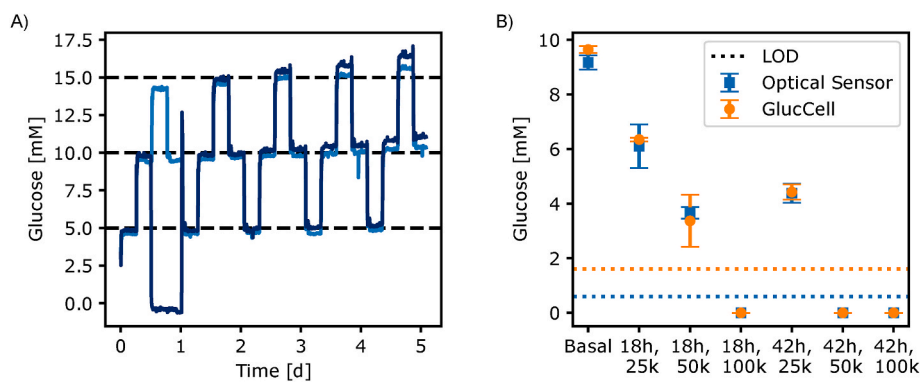 A)
17.5
15.0
12.5
10.0
7.5
5.0
2.5
0.0
Glucose [mM]
0 1 2 3 4 5
Time [d]
B)
10
8
6
4
2
0
Glucose [mM]
LOD
Optical Sensor
GlucCell
Basal 18h, 18h, 18h, 42h, 42h, 42h,
25k 50k 100k 25k 50k 100k